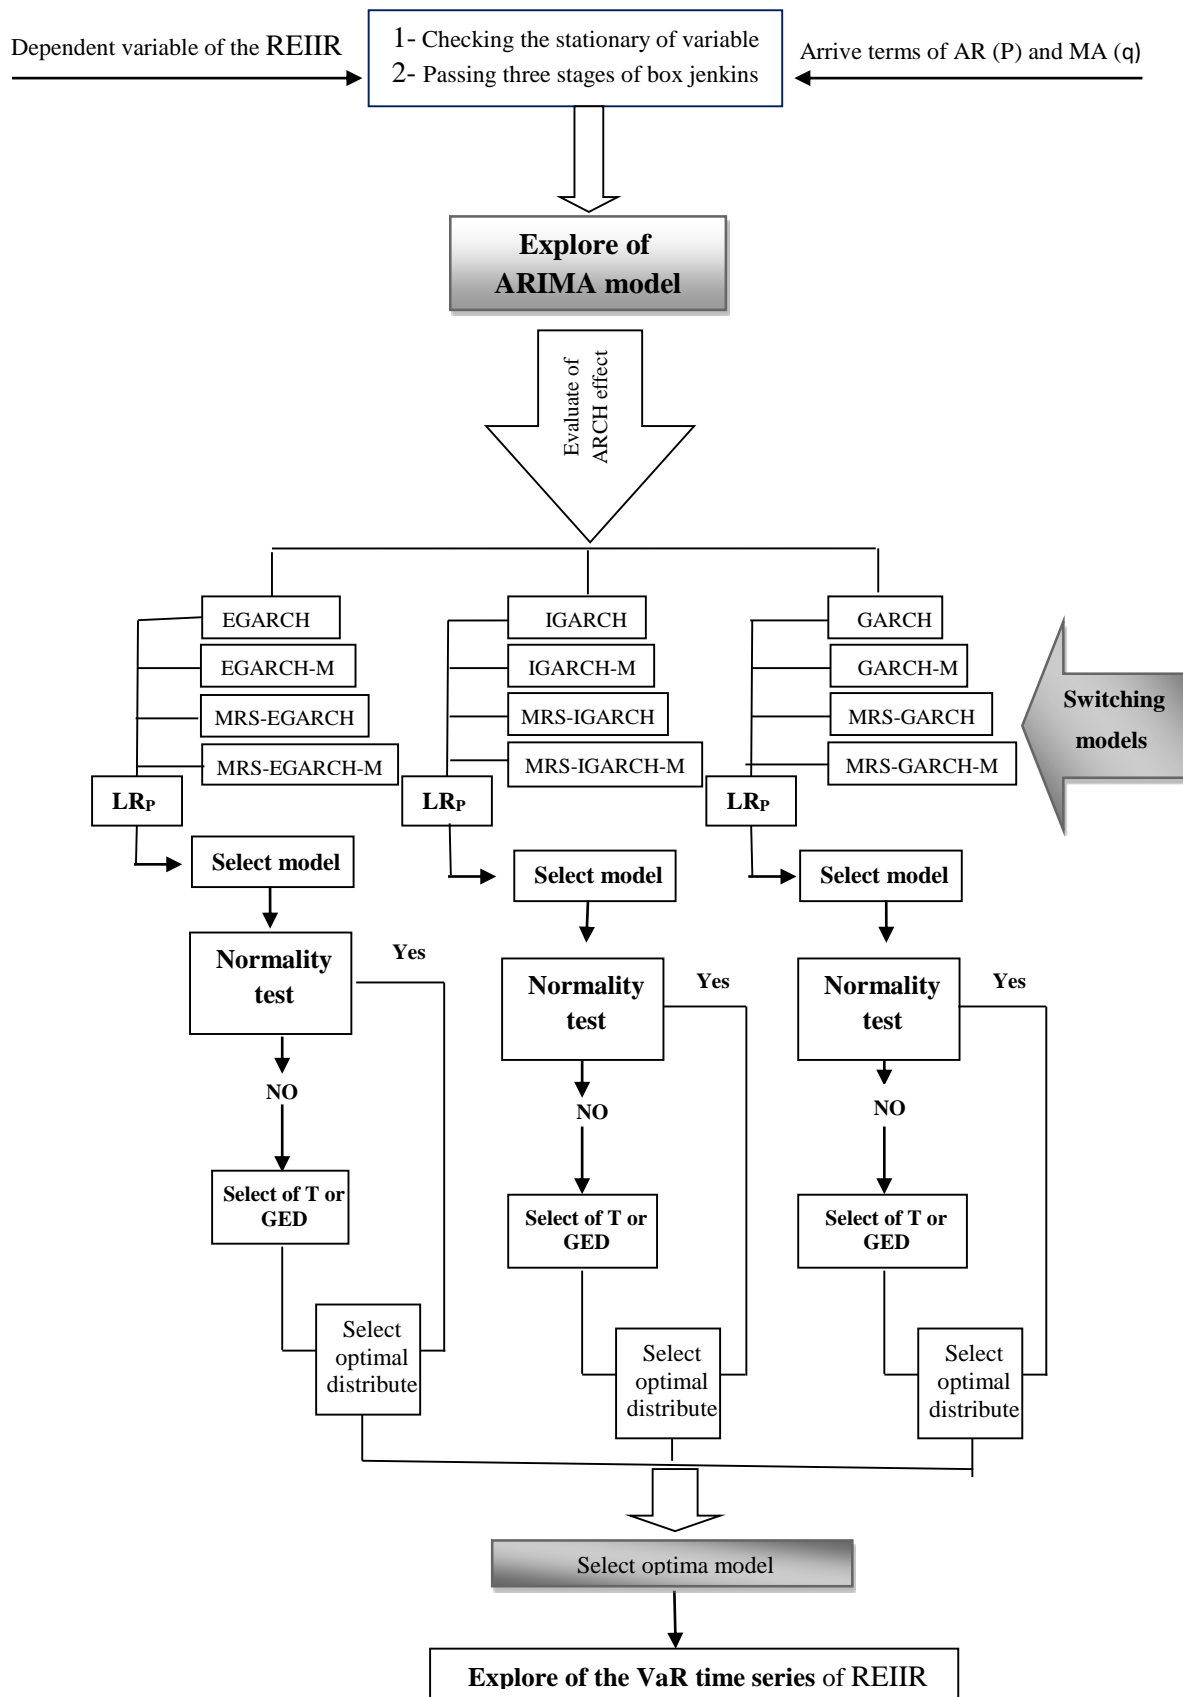 Dependent variable of the REIIR
1- Checking the stationary of variable
2- Passing three stages of box jenkins
Arrive terms of AR (P) and MA (q)
Explore of
ARIMA model
Evaluate of
ARCH effect
EGARCH
EGARCH-M
MRS-EGARCH
MRS-EGARCH-M
IGARCH
IGARCH-M
MRS-IGARCH
MRS-IGARCH-M
GARCH
GARCH-M
MRS-GARCH
MRS-GARCH-M
Switching
models
LRP
LRP
LRP
Select model
Select model
Select model
Normality
test
Yes
Normality
test
Yes
Normality
test
Yes
NO
NO
NO
Select of T or
GED
Select of T or
GED
Select of T or
GED
Select
optimal
distribute
Select
optimal
distribute
Select
optimal
distribute
Select optima model
Explore of the VaR time series of REIIR